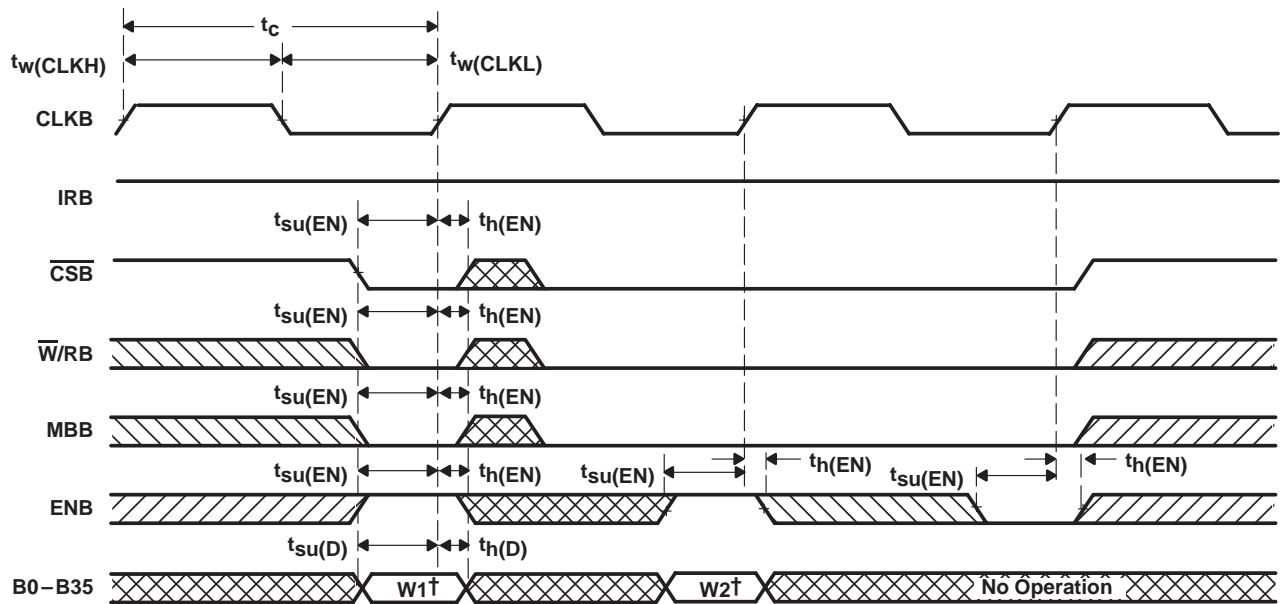 tc
tw(CLKH) tw(CLKL)
CLKB
IRB
tsu(EN) th(EN)
CSB
tsu(EN) th(EN)
W/RB
tsu(EN) th(EN)
MBB
tsu(EN) th(EN) tsu(EN) th(EN) tsu(EN) th(EN)
ENB
tsu(D) th(D)
B0–B35 W1† W2† No Operation